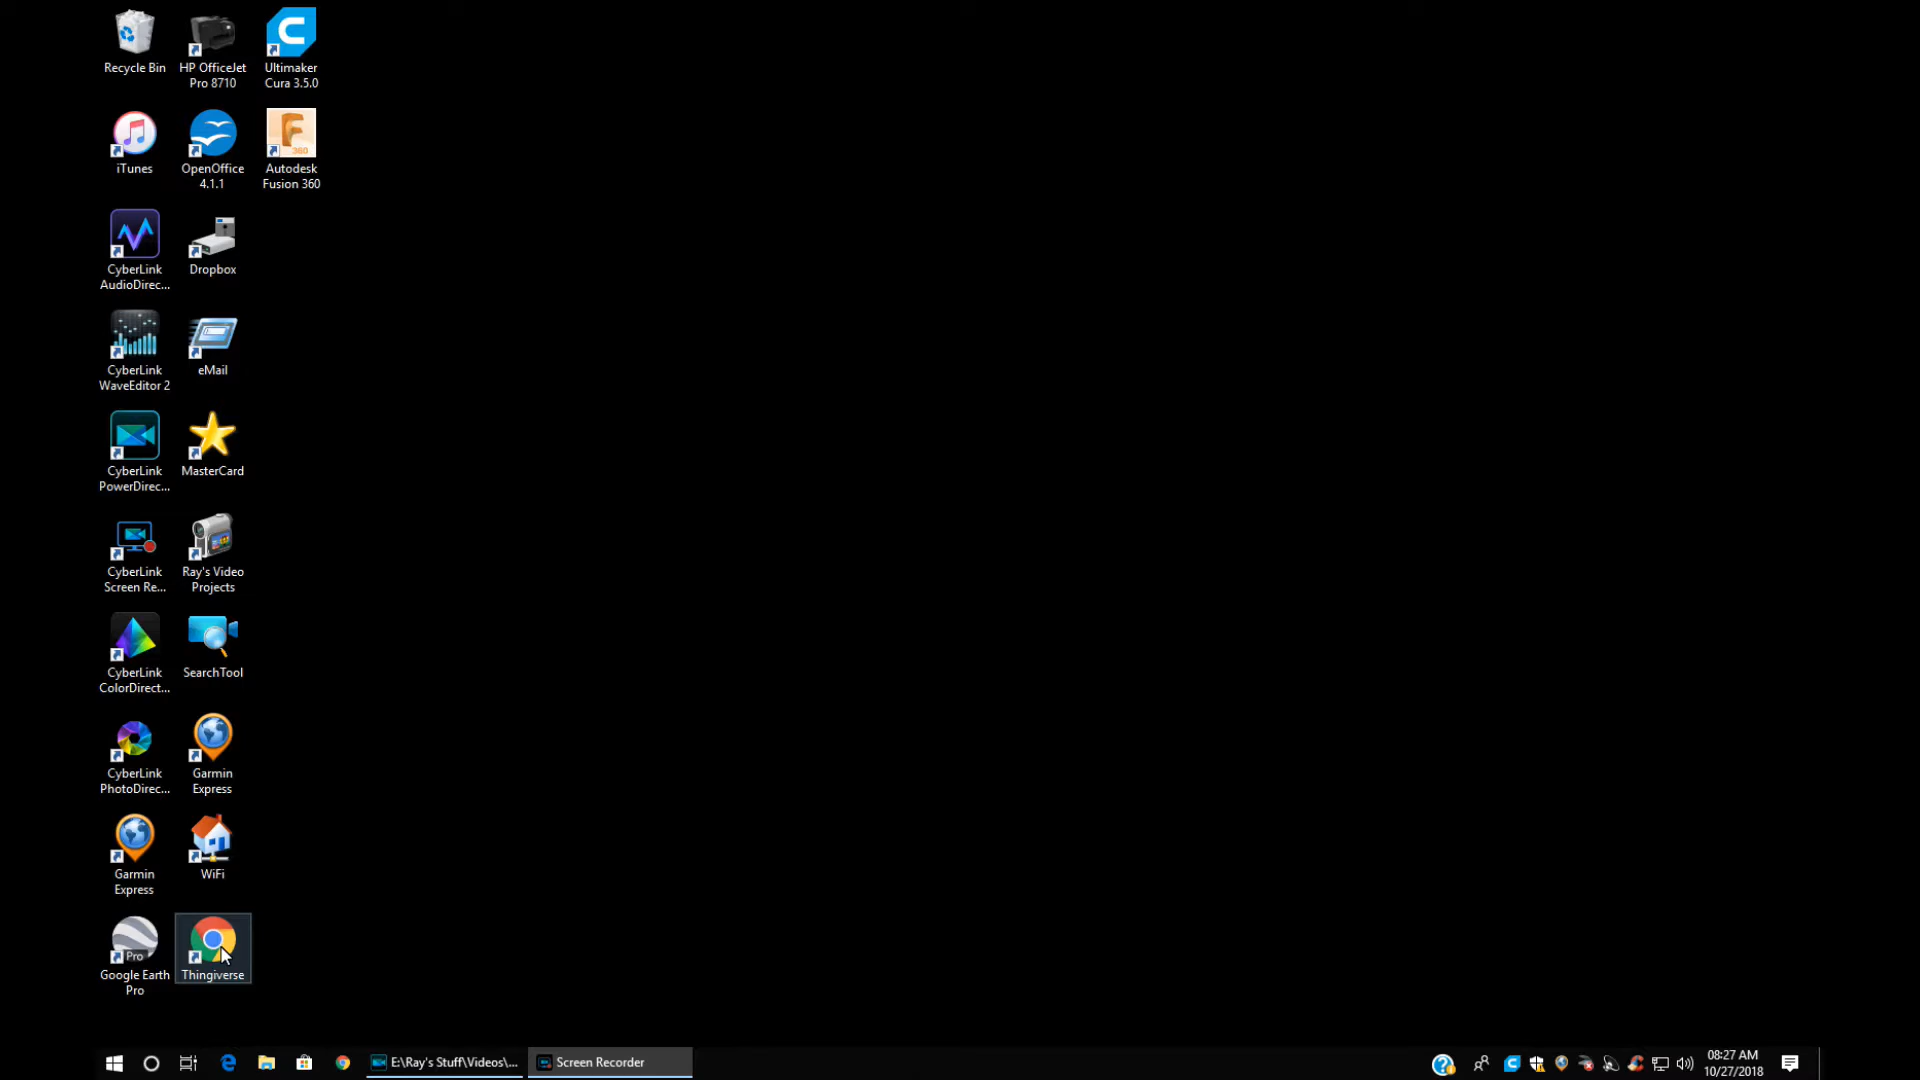 Recycle Bin
HP OfficeJet
Pro 8710
Ultimaker
Cura 3.5.0
iTunes
OpenOffice
4.1.1
360
Autodesk
Fusion 360
CyberLink
AudioDirec...
Dropbox
CyberLink
WaveEditor 2
eMail
CyberLink
PowerDirec...
MasterCard
CyberLink
Screen Re...
Ray's Video
Projects
CyberLink
ColorDirect...
SearchTool
CyberLink
PhotoDirec...
Garmin
Express
Garmin
Express
WiFi
Pro
Google Earth
Pro
Thingiverse
E:\Ray's Stuff\Videos\...
Screen Recorder
08:27 AM
10/27/2018